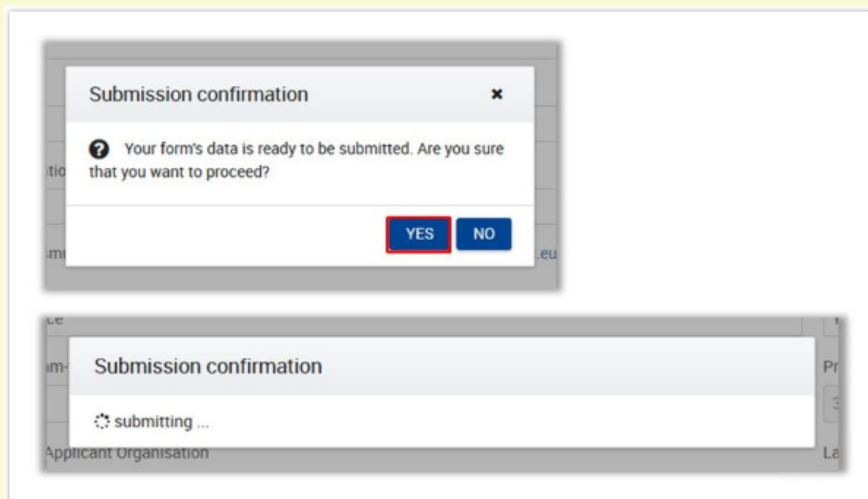 Submission confirmation
Your form's data is ready to be submitted. Are you sure
that you want to proceed?
YES NO
.eu
Submission confirmation
submitting ...
Applicant Organisation